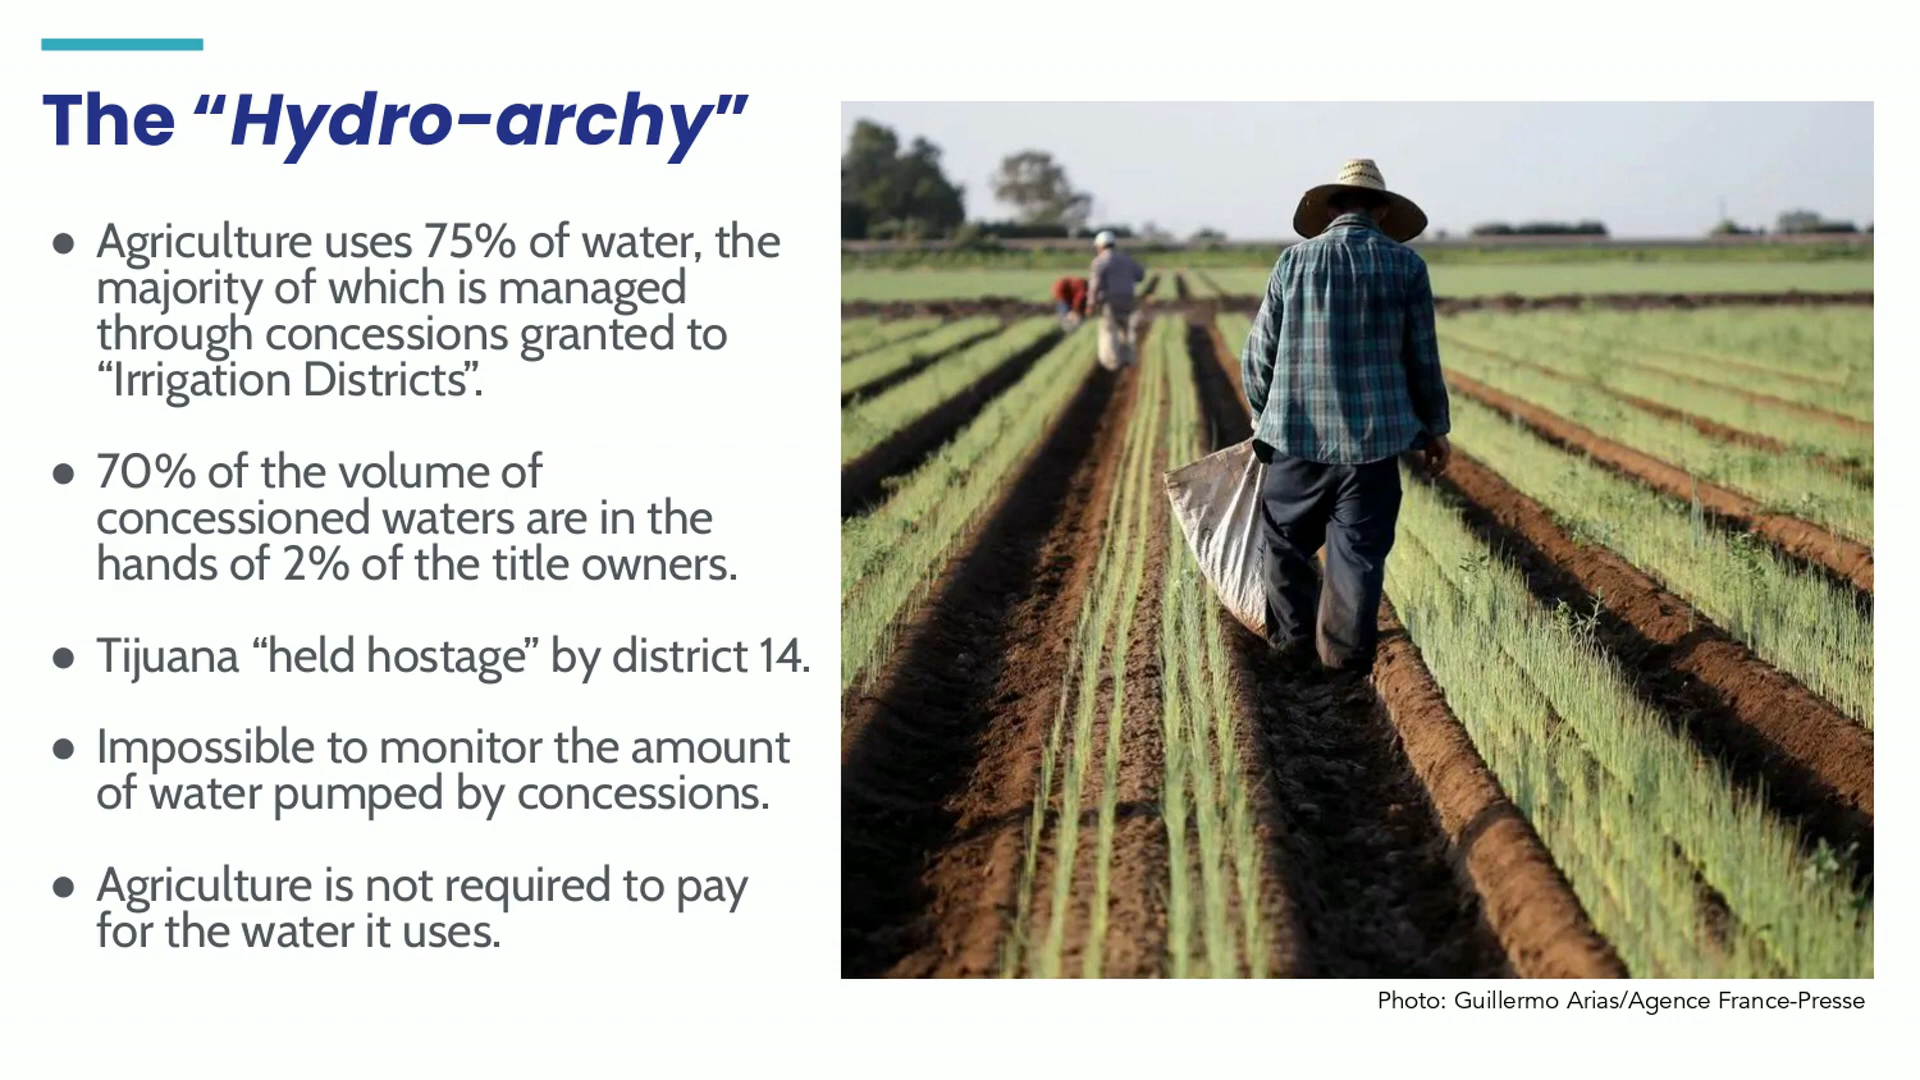 The “Hydro-archy”
● Agriculture uses 75% of water, the
majority of which is managed
through concessions granted to
“Irrigation Districts”.
● 70% of the volume of
concessioned waters are in the
hands of 2% of the title owners.
● Tijuana “held hostage” by district 14.
● Impossible to monitor the amount
of water pumped by concessions.
● Agriculture is not required to pay
for the water it uses.
Photo: Guillermo Arias/Agence France-Presse